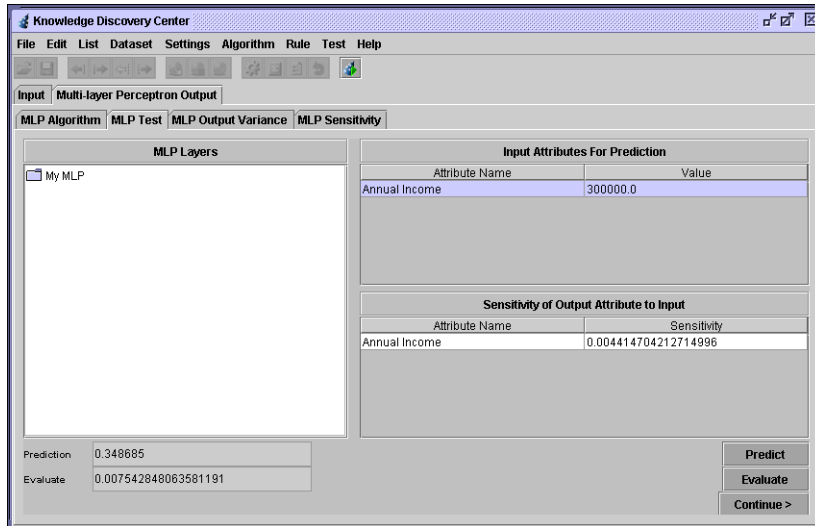 Knowledge Discovery Center
File Edit List Dataset Settings Algorithm Rule Test Help
Input Multi-layer Perceptron Output
MLP Algorithm MLP Test MLP Output Variance MLP Sensitivity
MLP Layers
My MLP
Input Attributes For Prediction
Attribute Name Value
Annual Income 300000.0
Sensitivity of Output Attribute to Input
Attribute Name Sensitivity
Annual Income 0.004414704212714996
Prediction 0.348685
Predict
Evaluate 0.007542848063581191
Evaluate
Continue >